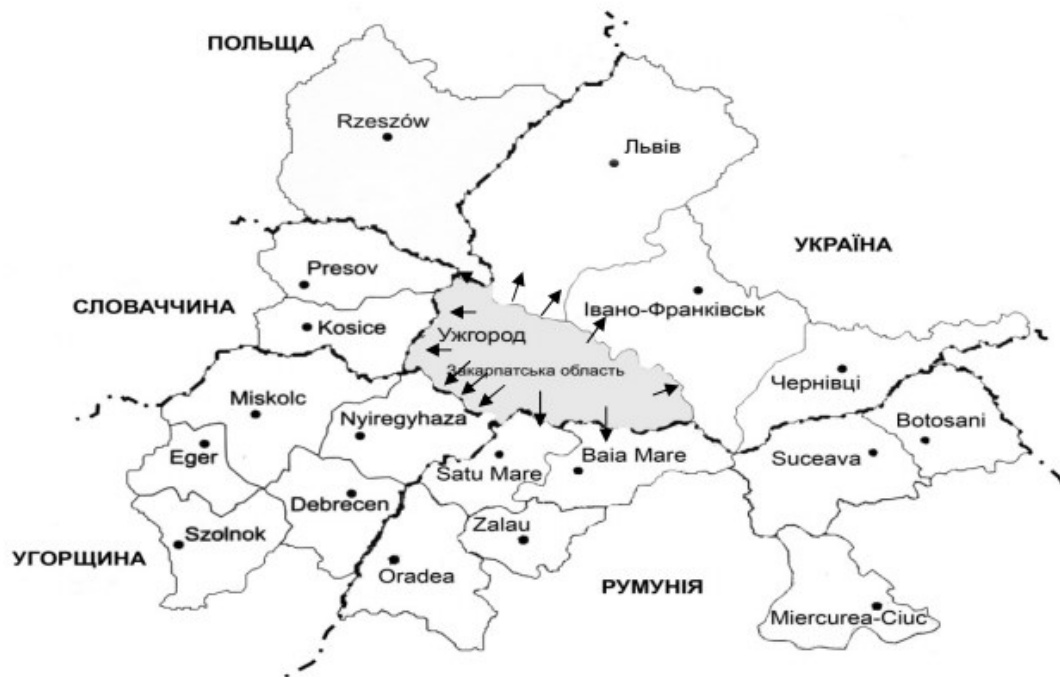 ПОЛЬЩА
Rzeszów
Львів
УКРАЇНА
Presov
СЛОВАЧЧИНА
Івано-Франківськ
Kosice
Ужгород
Закарпатська область
Чернівці
Miskolc
Nyiregyhaza
Botosani
Eger
Satu Mare
Baia Mare
Suceava
Debrecen
Szolnok
Zalau
УГОРЩИНА
Oradea
РУМУНІЯ
Miercurea-Ciuc